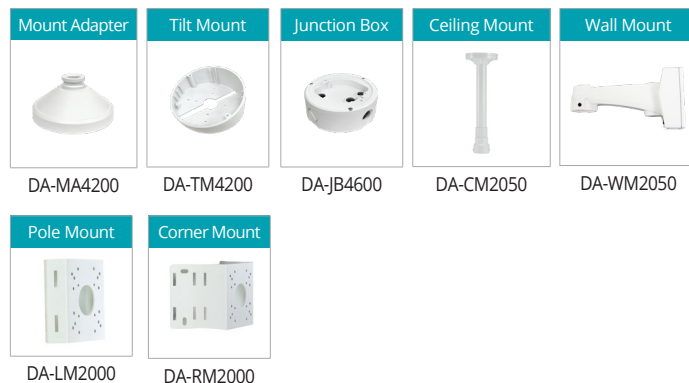 Mount Adapter
Tilt Mount
Junction Box
Ceiling Mount
Wall Mount
DA-MA4200
DA-TM4200
DA-JB4600
DA-CM2050
DA-WM2050
Pole Mount
Corner Mount
DA-LM2000
DA-RM2000